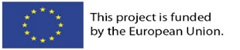 This project is funded
by the European Union.